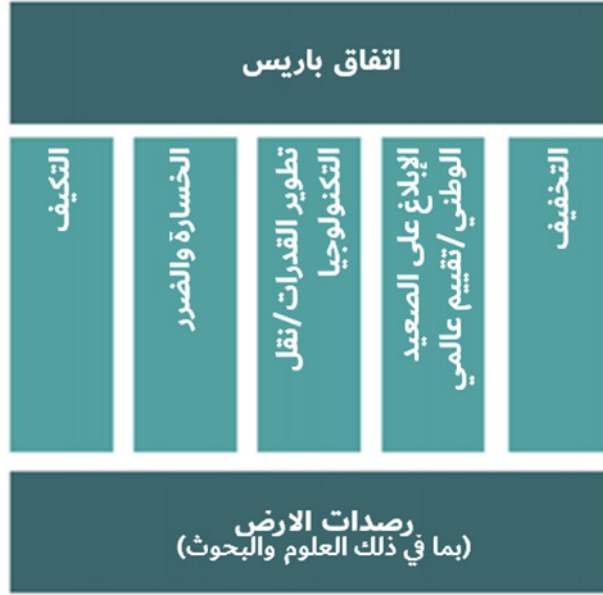 اتفاق باريس
التخفيف
الإبلاغ على الصعيد
الوطني/تقييم عالمي
تطوير القدرات/نقل
التكنولوجيا
الخسارة والضرر
التكيف
رصدات الارض
(بما في ذلك العلوم والبحوث)